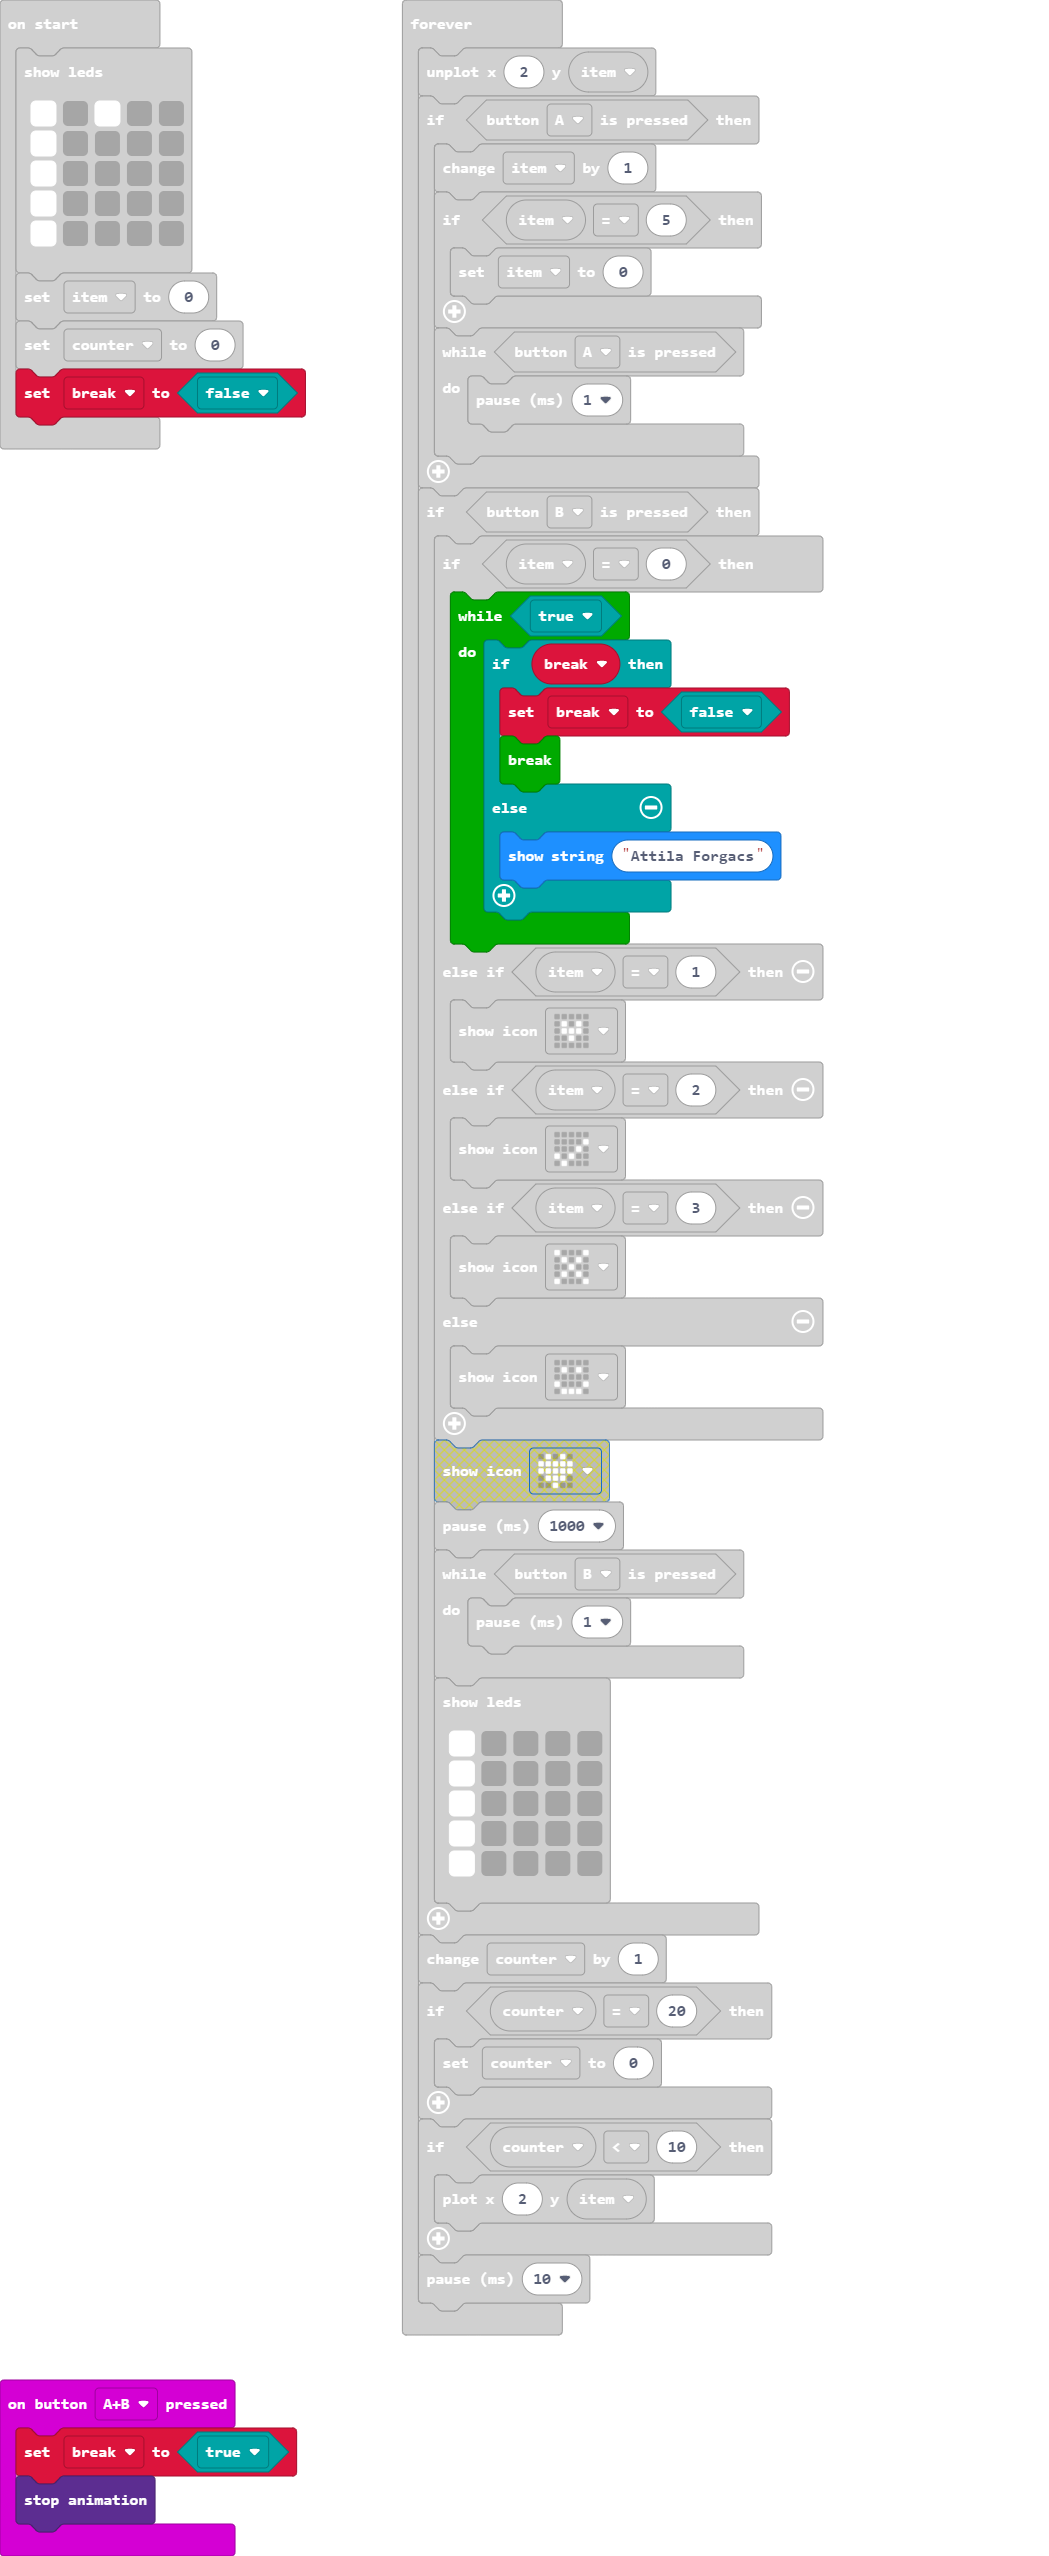 on start
show leds
set item to 0
set counter to 0
set break to false
forever
unplot x 2 y item
if button A is pressed then
change item by 1
if item = 5 then
set item to 0
while button A is pressed
do pause (ms) 1
if button B is pressed then
if item = 0 then
while true
do if break then
set break to false
break
else
show string "Attila Forgacs"
else if item = 1 then
show icon
else if item = 2 then
show icon
else if item = 3 then
show icon
else
show icon
show icon
pause (ms) 1000
while button B is pressed
do pause (ms) 1
show leds
change counter by 1
if counter = 20 then
set counter to 0
if counter < 10 then
plot x 2 y item
pause (ms) 10
on button A+B pressed
set break to true
stop animation